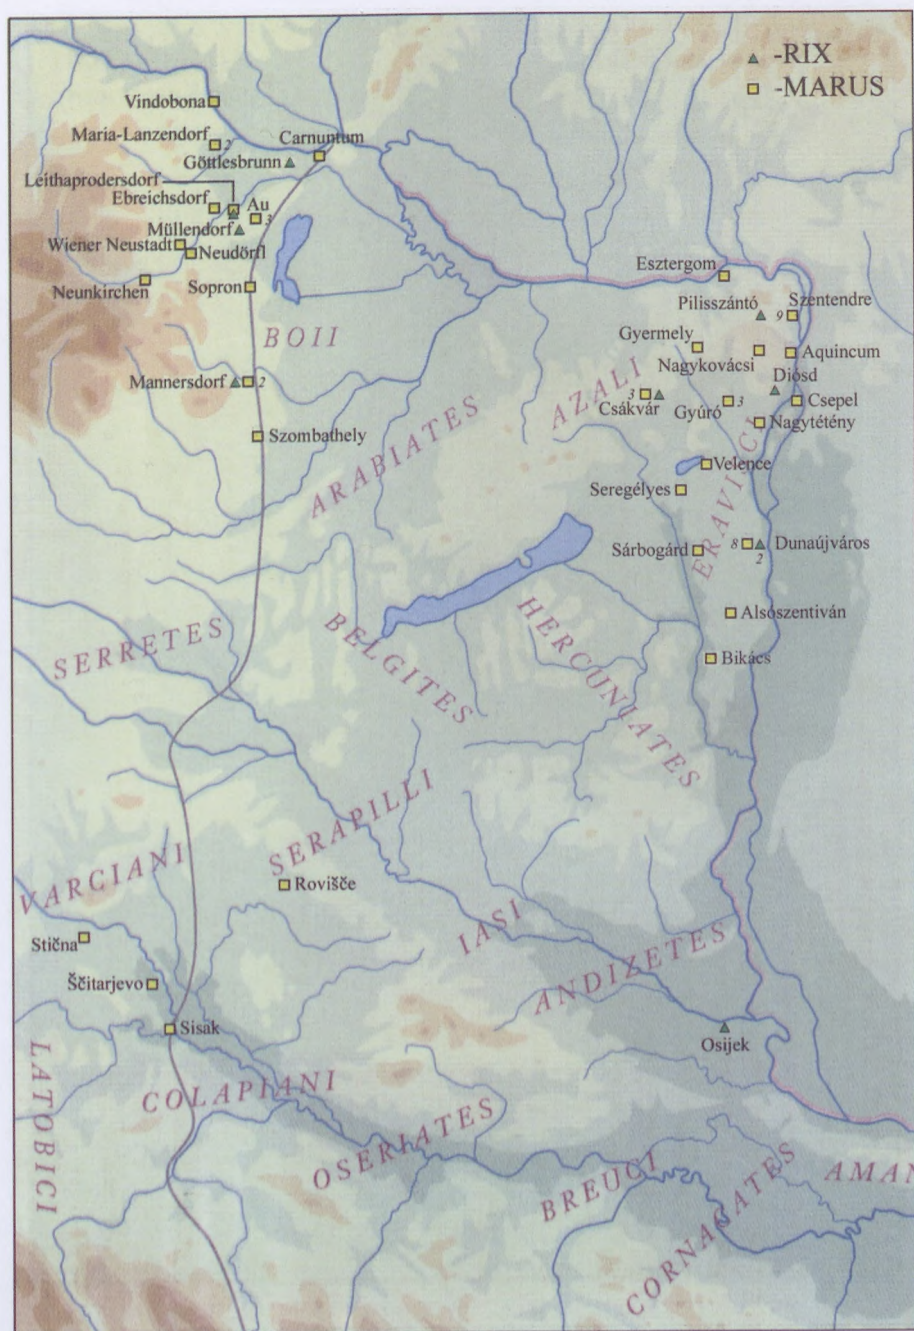 -RIX
-MARUS
Vindobona
Maria-Lanzendorf 2
Carnuntum
Göttlesbrunn
Leithaprodersdorf
Ebreichsdorf
Au
3
Müllendorf
Wiener Neustadt
Neudörfl
Neunkirchen
Sopron
Esztergom
Pilisszántó
9 Szentendre
BOII
Gyermely
Nagykovácsi
Aquincum
Diósd
Mannersdorf 2
AZALI
3
Csákvár
Gyúró 3
Csepel
Nagytétény
Szombathely
ARABIATES
Velence
Seregélyes
ERAVISCI
Sárbogárd
8 2 Dunaújváros
Alsószentiván
Bikács
SERRETES
BELGITES
HERCUNIATES
SERAPILLI
VARCIANI
Rovišče
IASI
Stična
ANDIZETES
Ščitarjevo
Sisak
Osijek
LATOBICI
COLAPIANI
OSERIATES
BREUCI
CORNACATES
AMAN